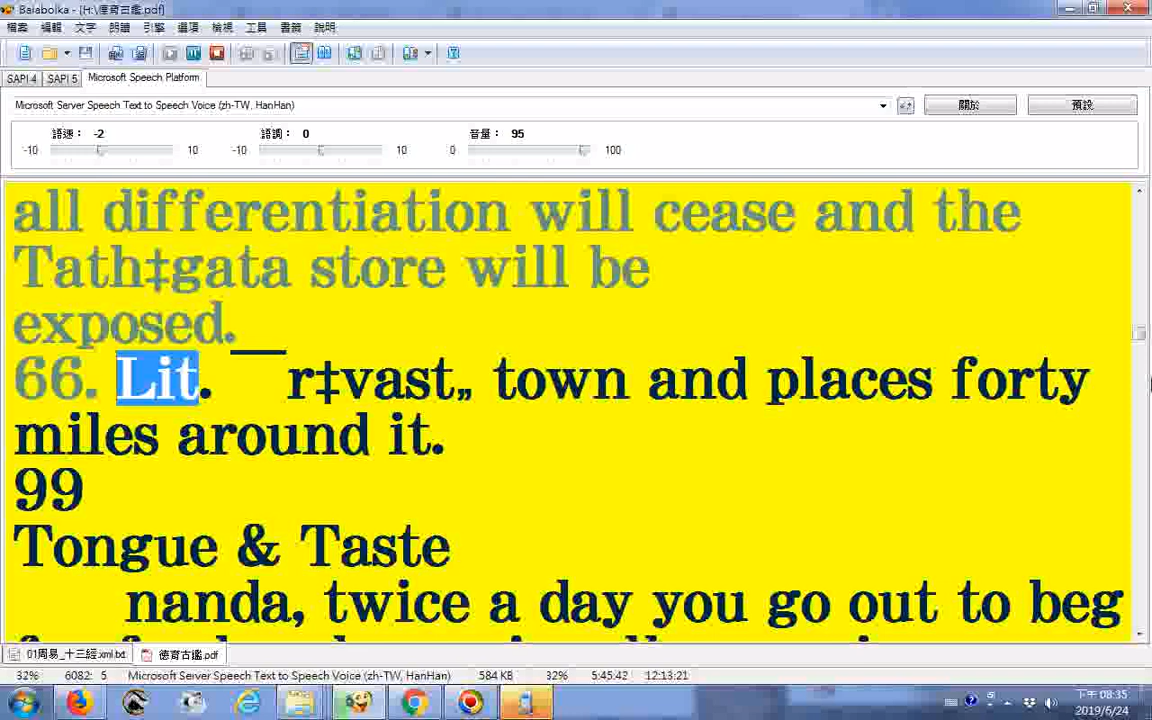 Balabolka - [H:\德育古鑑.pdf]
檔案 編輯 文字 朗讀 引擎 選項 檢視 工具 書籤 說明
SAPI 4 SAPI 5 Microsoft Speech Platform
Microsoft Server Speech Text to Speech Voice (zh-TW, HanHan) 關於 預設
語速： -2 語調： 0 音量： 95
-10 10 -10 10 0 100
all differentiation will cease and the
Tath‡gata store will be
exposed.
66. Lit. ¯r‡vast„ town and places forty
miles around it.
99
Tongue & Taste
nanda, twice a day you go out to beg
01周易_十三經.xml.txt 德育古鑑.pdf
32% 6082: 5 Microsoft Server Speech Text to Speech Voice (zh-TW, HanHan) 584 KB 32% 5:45:42 12:13:21
下午 08:35
2019/6/24